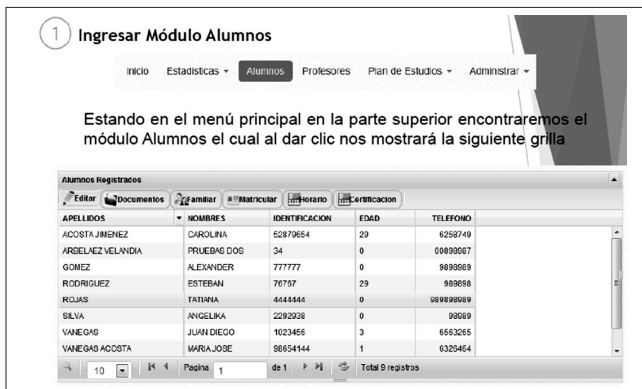 1 Ingresar Módulo Alumnos
Inicio Estadísticas Alumnos Profesores Plan de Estudios Administrar
Estando en el menú principal en la parte superior encontraremos el
módulo Alumnos el cual al dar clic nos mostrará la siguiente grilla
Alumnos Registrados
Editar Documentos Familiar Matricular Horario Certificacion
APELLIDOS NOMBRES IDENTIFICACION EDAD TELEFONO
ACOSTA JIMENEZ CAROLINA 52879654 29 6258749
ARBELAEZ VELANDIA PRUEBAS DOS 34 0
GOMEZ ALEXANDER 777777 0 9898989
RODRIGUEZ ESTEBAN 76767 29 989898
ROJAS TATIANA 4444444 0 989898989
SILVA ANGELIKA 2292938 0 98989
VANEGAS JUAN DIEGO 1023456 3 6563265
VANEGAS ACOSTA MARIA JOSE 98654144 1 6326464
10 Pagina 1 de 1 Total 9 registros